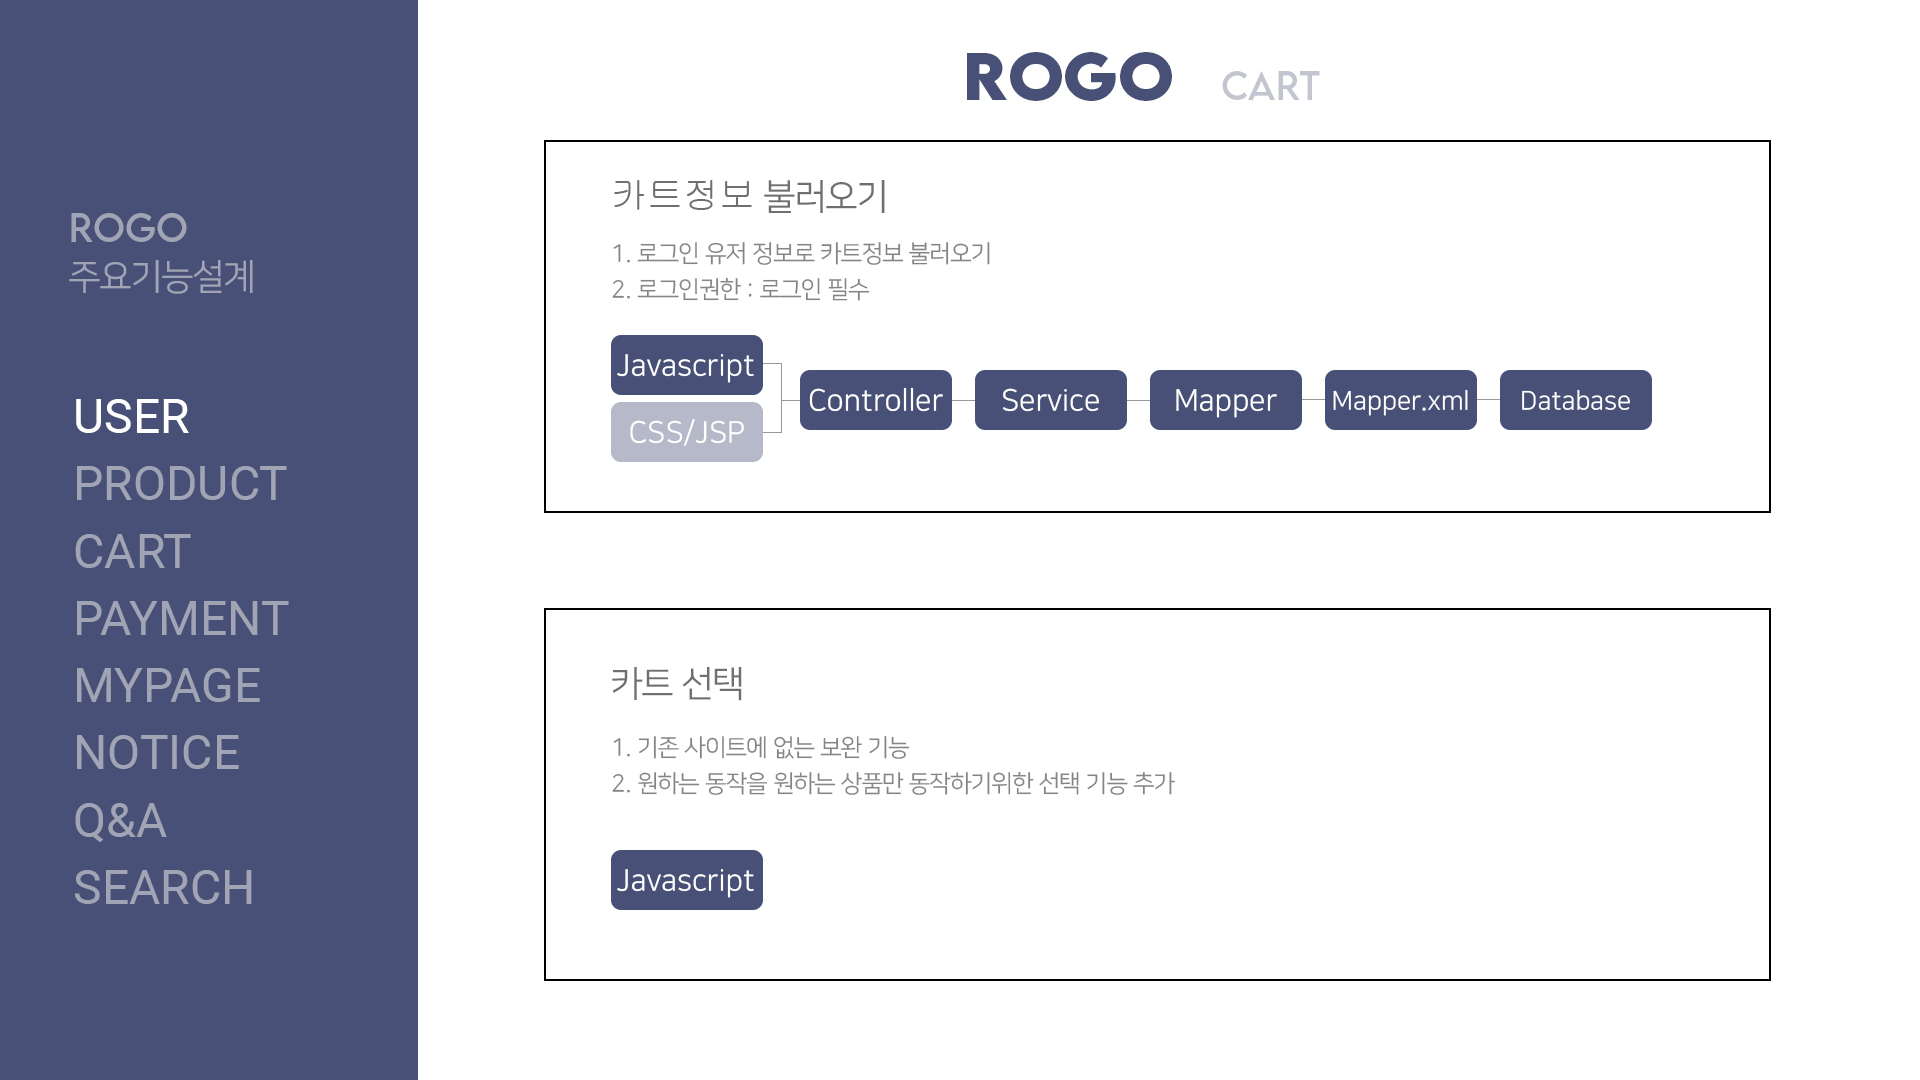 ROGO
주요기능설계
USER
PRODUCT
CART
PAYMENT
MYPAGE
NOTICE
Q&A
SEARCH
ROGO CART
카트정보 불러오기
1. 로그인 유저 정보로 카트정보 불러오기
2. 로그인권한 : 로그인 필수
Javascript
CSS/JSP
Controller
Service
Mapper
Mapper.xml
Database
카트 선택
1. 기존 사이트에 없는 보완 기능
2. 원하는 동작을 원하는 상품만 동작하기위한 선택 기능 추가
Javascript